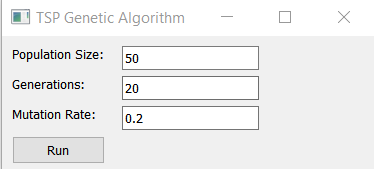 TSP Genetic Algorithm
Population Size: 50
Generations: 20
Mutation Rate: 0.2
Run